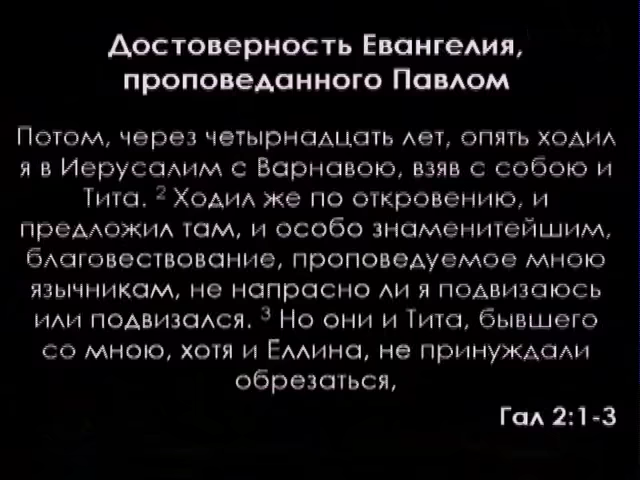 Достоверность Евангелия,
проповеданного Павлом
Потом, через четырнадцать лет, опять ходил
я в Иерусалим с Варнавою, взяв с собою и
Тита. ² Ходил же по откровению, и
предложил там, и особо знаменитейшим,
благовествование, проповедуемое мною
язычникам, не напрасно ли я подвизаюсь
или подвизался. ³ Но они и Тита, бывшего
со мною, хотя и Еллина, не принуждали
обрезаться,
Гал 2:1-3